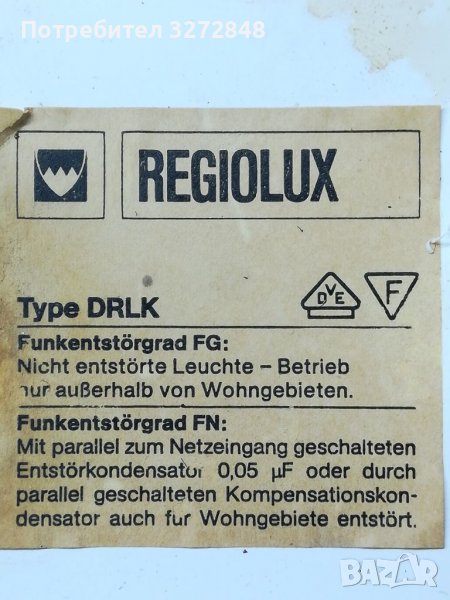 Потребител 3272848
REGIOLUX
Type DRLK
DVE
F
Funkentstörgrad FG:
Nicht entstörte Leuchte – Betrieb
nur außerhalb von Wohngebieten.
Funkentstörgrad FN:
Mit parallel zum Netzeingang geschalteten
Entstörkondensator 0,05 µF oder durch
parallel geschalteten Kompensationskon-
densator auch für Wohngebiete entstört.
BAZAR